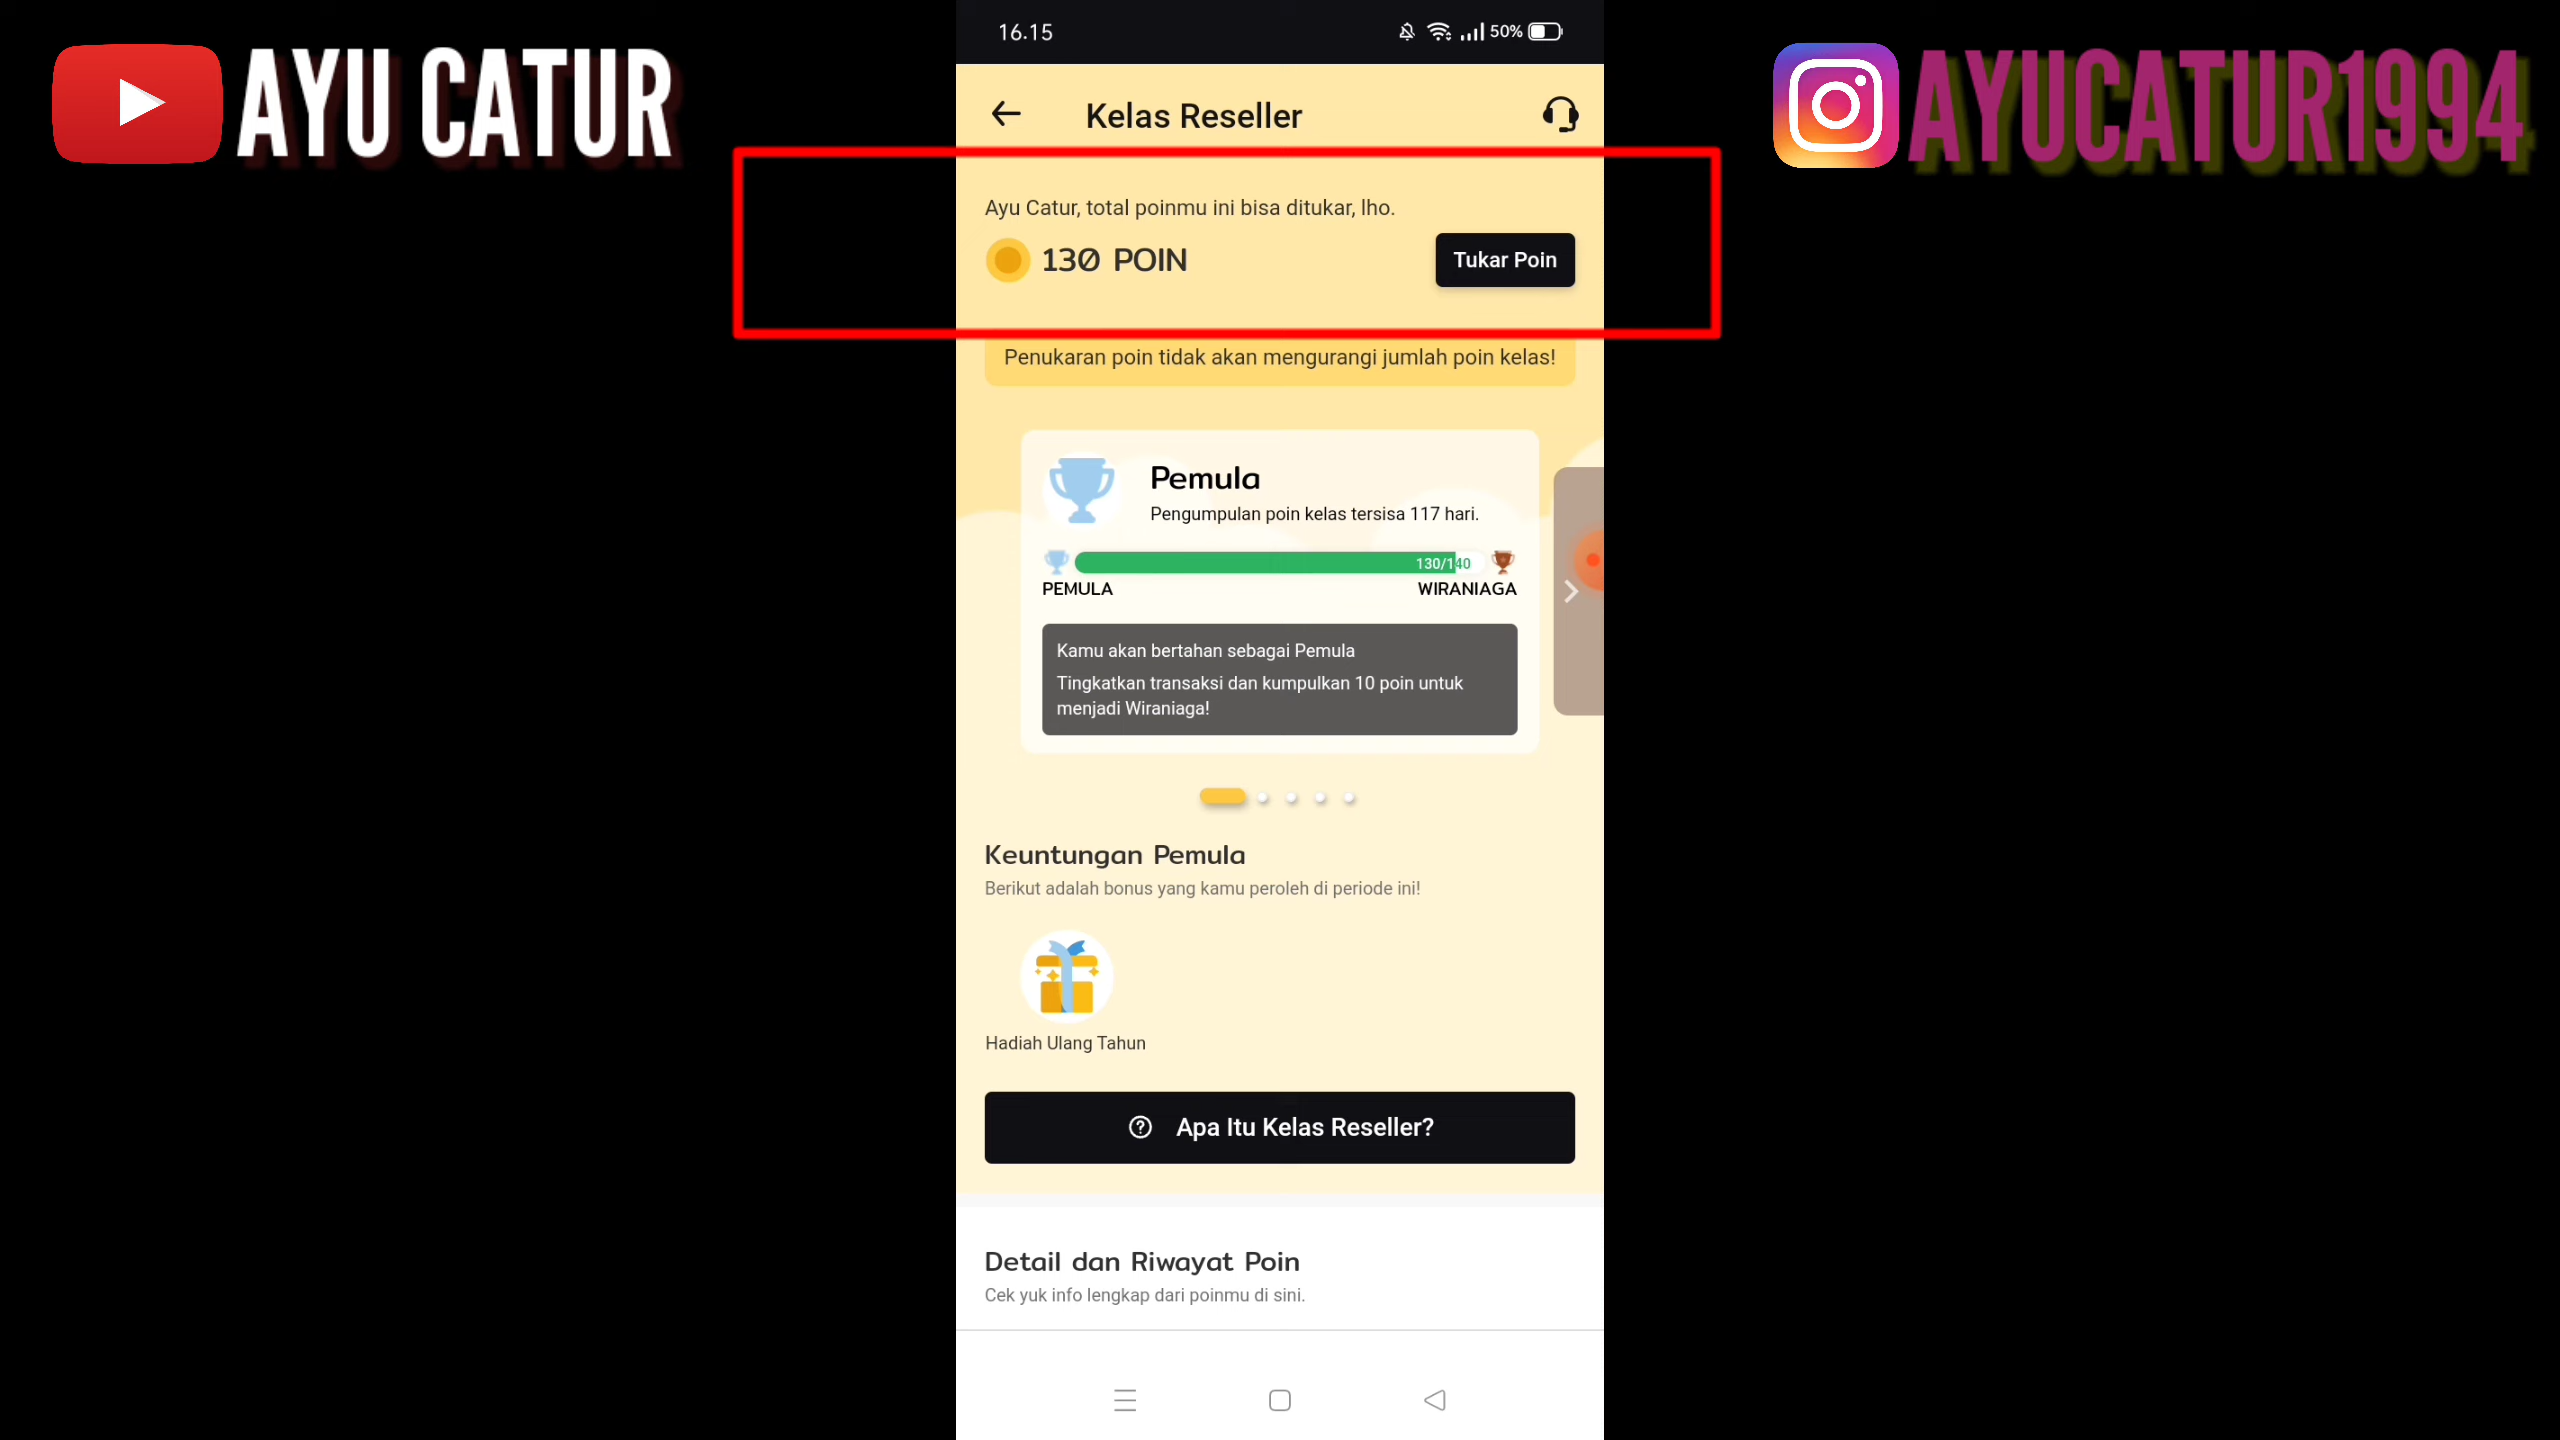 AYU CATUR
AYUCATUR1994
16.15
50%
Kelas Reseller
Ayu Catur, total poinmu ini bisa ditukar, lho.
130 POIN
Tukar Poin
Penukaran poin tidak akan mengurangi jumlah poin kelas!
Pemula
Pengumpulan poin kelas tersisa 117 hari.
130/140
PEMULA
WIRANIAGA
Kamu akan bertahan sebagai Pemula
Tingkatkan transaksi dan kumpulkan 10 poin untuk
menjadi Wiraniaga!
Keuntungan Pemula
Berikut adalah bonus yang kamu peroleh di periode ini!
Hadiah Ulang Tahun
Apa Itu Kelas Reseller?
Detail dan Riwayat Poin
Cek yuk info lengkap dari poinmu di sini.